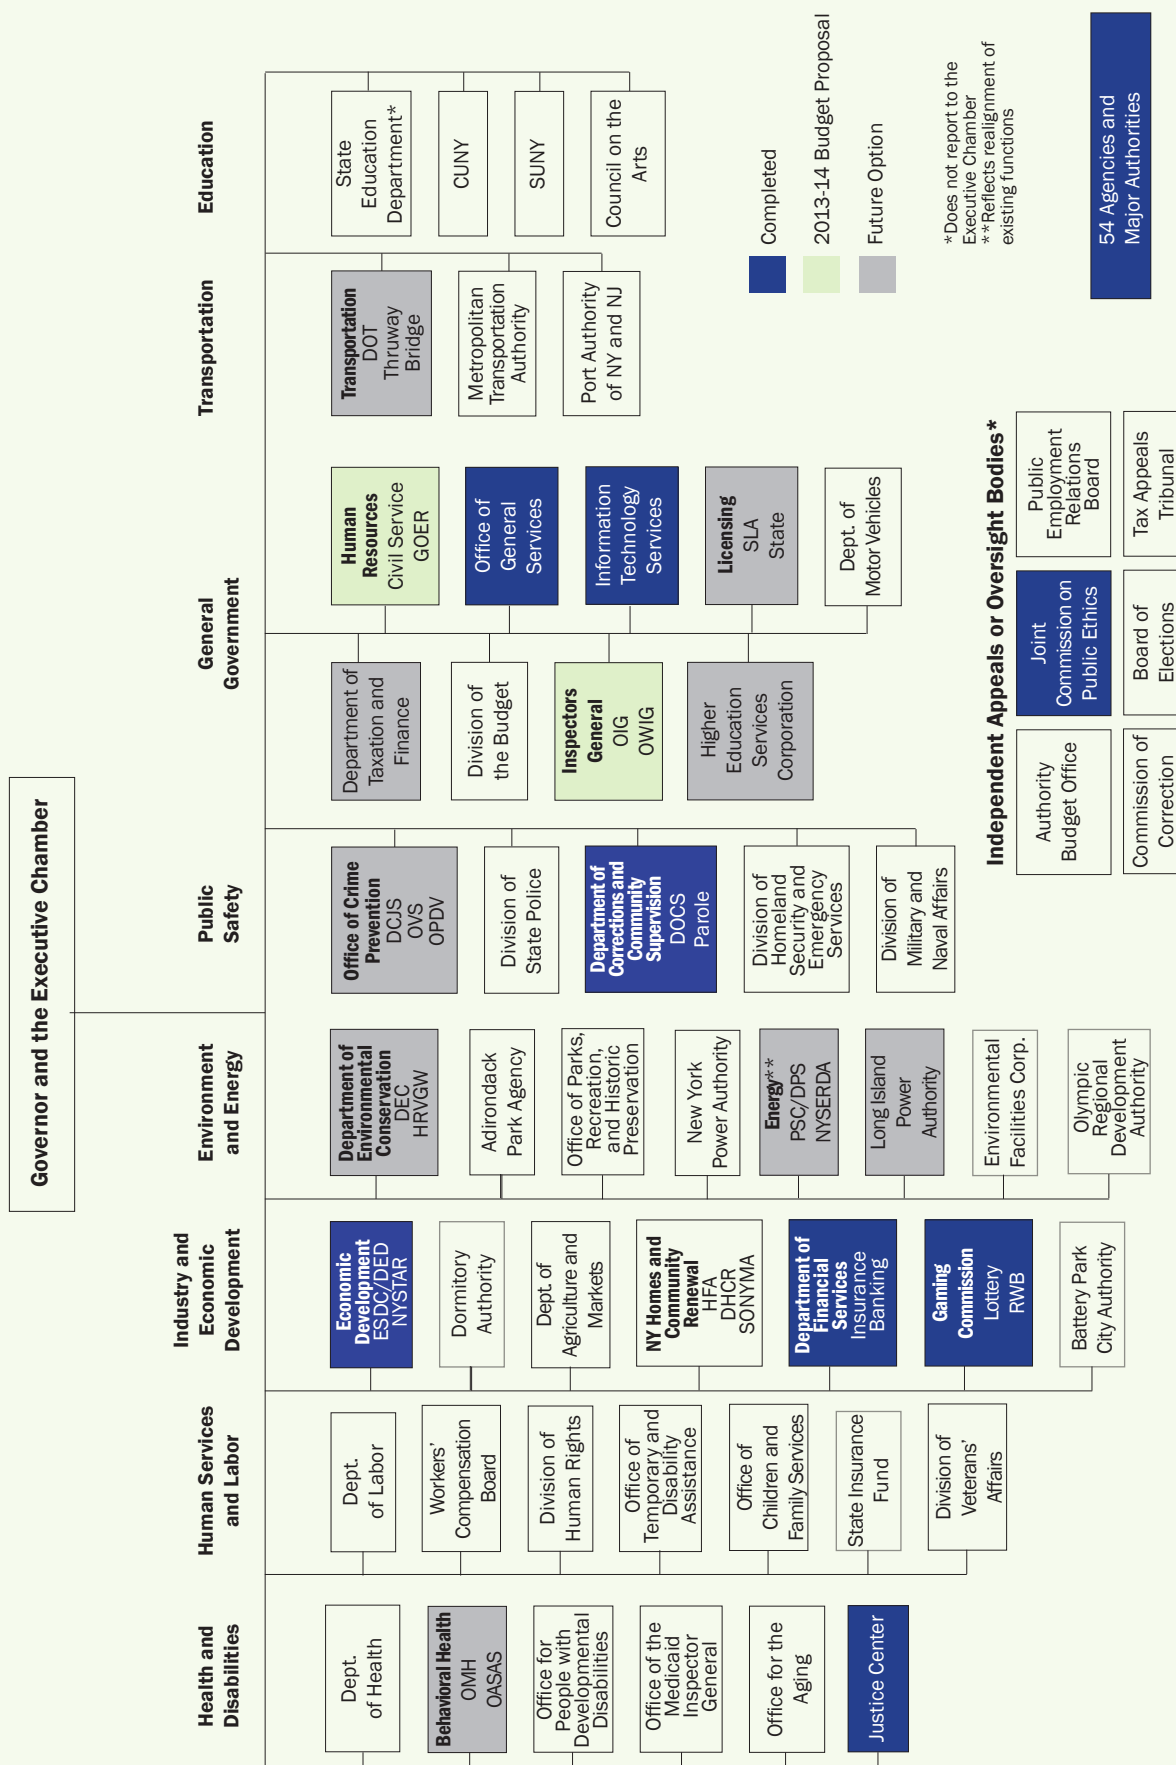 Governor and the Executive Chamber
Health and
Disabilities
Dept.
of Health
Behavioral Health
OMH
OASAS
Office for
People with
Developmental
Disabilities
Office of the
Medicaid
Inspector
General
Office for the
Aging
Justice Center
Human Services
and Labor
Dept.
of Labor
Workers'
Compensation
Board
Division of
Human Rights
Office of
Temporary and
Disability
Assistance
Office of
Children and
Family Services
State Insurance
Fund
Division of
Veterans'
Affairs
Industry and
Economic
Development
Economic
Development
ESDC/DED
NYSTAR
Dormitory
Authority
Dept. of
Agriculture and
Markets
NY Homes and
Community
Renewal
HFA
DHCR
SONYMA
Department of
Financial
Services
Insurance
Banking
Gaming
Commission
Lottery
RWB
Battery Park
City Authority
Environment
and Energy
Department of
Environmental
Conservation
DEC
HRVGW
Adirondack
Park Agency
Office of Parks,
Recreation,
and Historic
Preservation
New York
Power Authority
Energy**
PSC/DPS
NYSERDA
Long Island
Power
Authority
Environmental
Facilities Corp.
Olympic
Regional
Development
Authority
Public
Safety
Office of Crime
Prevention
DCJS
OVS
OPDV
Division of
State Police
Department of
Corrections and
Community
Supervision
DOCS
Parole
Division of
Homeland
Security and
Emergency
Services
Division of
Military and
Naval Affairs
General
Government
Department of
Taxation and
Finance
Division of
the Budget
Inspectors
General
OIG
OWIG
Higher
Education
Services
Corporation
Human
Resources
Civil Service
GOER
Office of
General
Services
Information
Technology
Services
Licensing
SLA
State
Dept. of
Motor Vehicles
Transportation
Transportation
DOT
Thruway
Bridge
Metropolitan
Transportation
Authority
Port Authority
of NY and NJ
Education
State
Education
Department*
CUNY
SUNY
Council on the
Arts
Completed
2013-14 Budget Proposal
Future Option
*Does not report to the
Executive Chamber
**Reflects realignment of
existing functions
Independent Appeals or Oversight Bodies*
Authority
Budget Office
Joint
Commission on
Public Ethics
Public
Employment
Relations
Board
Commission of
Correction
Board of
Elections
Tax Appeals
Tribunal
54 Agencies and
Major Authorities